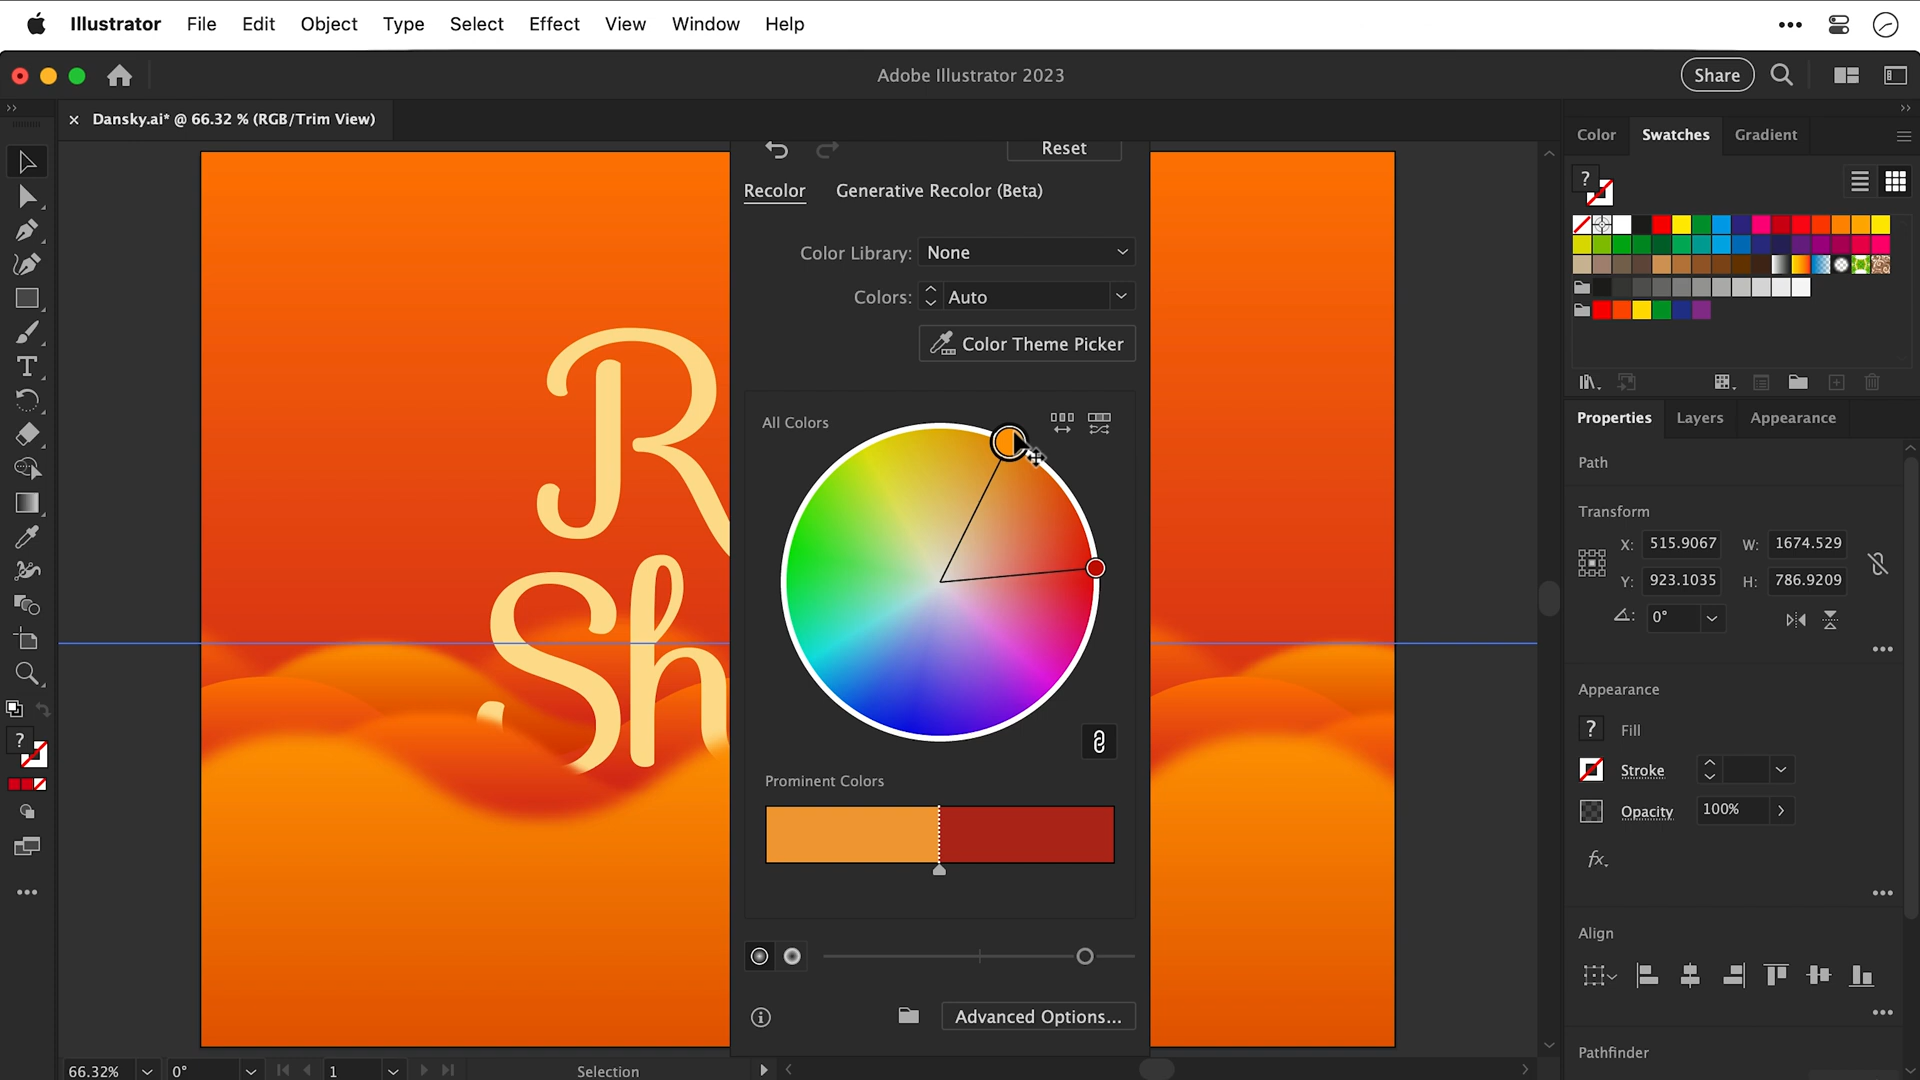 Illustrator File Edit Object Type Select Effect View Window Help
Adobe Illustrator 2023
Share
Dansky.ai* @ 66.32 % (RGB/Trim View)
Reset
Recolor Generative Recolor (Beta)
Color Library: None
Colors: Auto
Color Theme Picker
All Colors
Prominent Colors
Advanced Options...
R
Sh
Color Swatches Gradient
?
Properties Layers Appearance
Path
Transform
X: 515.9067 W: 1674.529
Y: 923.1035 H: 786.9209
0°
Appearance
? Fill
Stroke
Opacity 100%
fx.
Align
Pathfinder
T
?
66.32% 0° 1 Selection